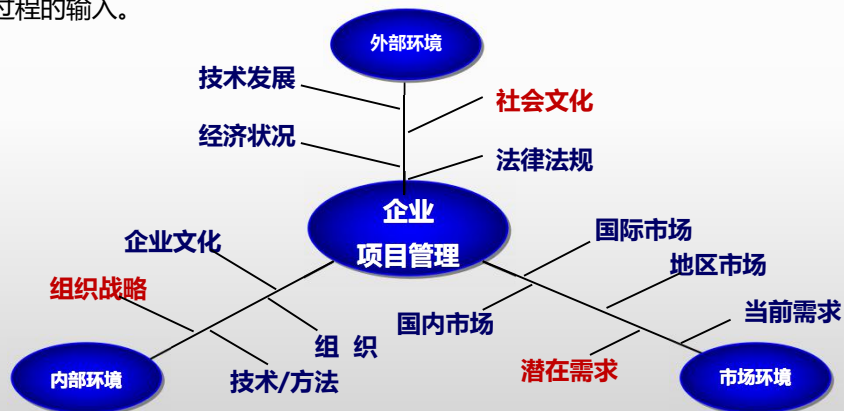 过程的输入。
外部环境
技术发展
社会文化
经济状况
法律法规
企业
项目管理
企业文化
国际市场
组织战略
地区市场
国内市场
当前需求
组 织
潜在需求
内部环境
技术/方法
市场环境